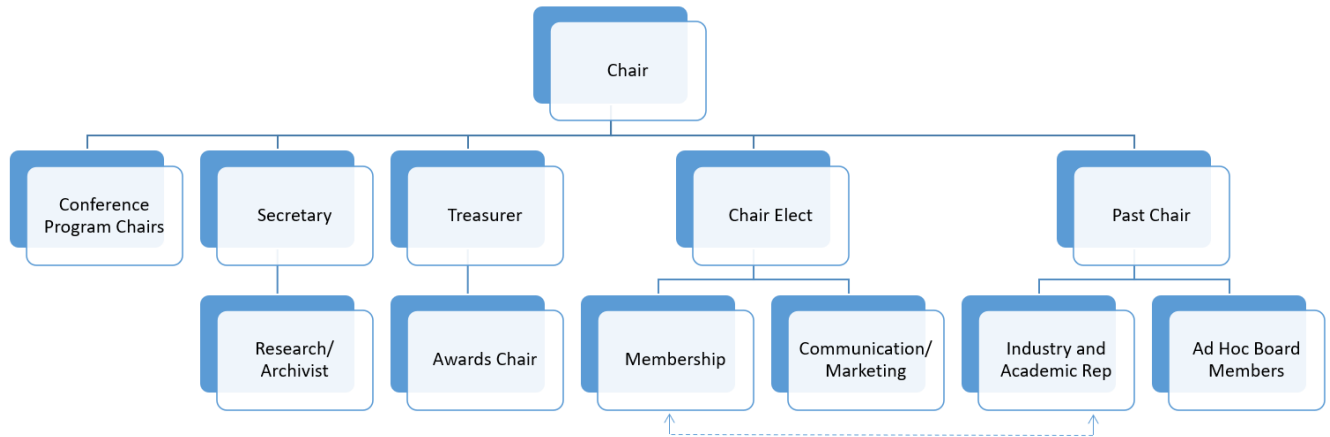 Chair
Conference
Program Chairs
Secretary
Treasurer
Chair Elect
Past Chair
Research/
Archivist
Awards Chair
Membership
Communication/
Marketing
Industry and
Academic Rep
Ad Hoc Board
Members